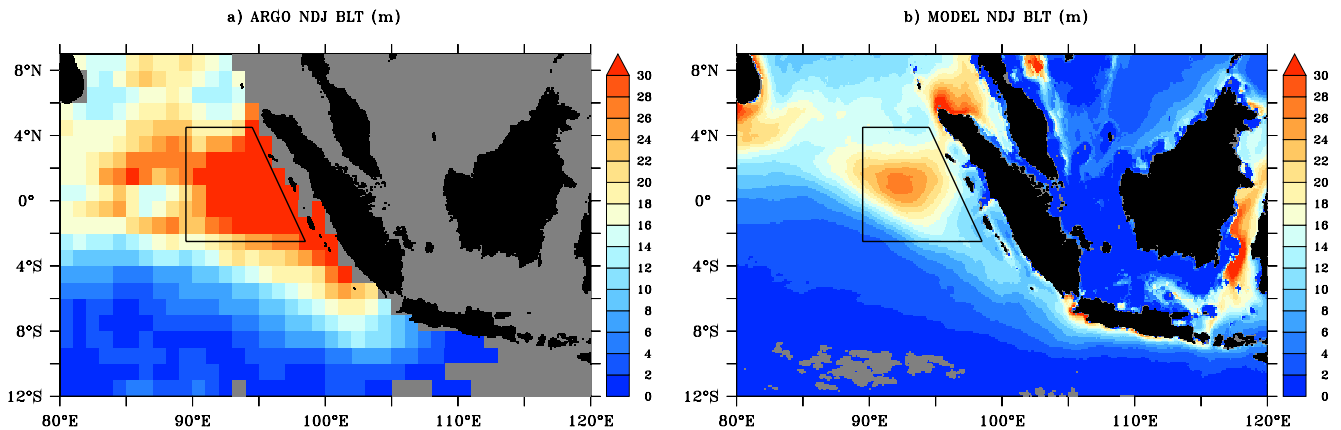 a) ARGO NDJ BLT (m)
b) MODEL NDJ BLT (m)
8°N
4°N
0°
4°S
8°S
12°S
80°E
90°E
100°E
110°E
120°E
30
28
26
24
22
20
18
16
14
12
10
8
6
4
2
0
8°N
4°N
0°
4°S
8°S
12°S
80°E
90°E
100°E
110°E
120°E
30
28
26
24
22
20
18
16
14
12
10
8
6
4
2
0